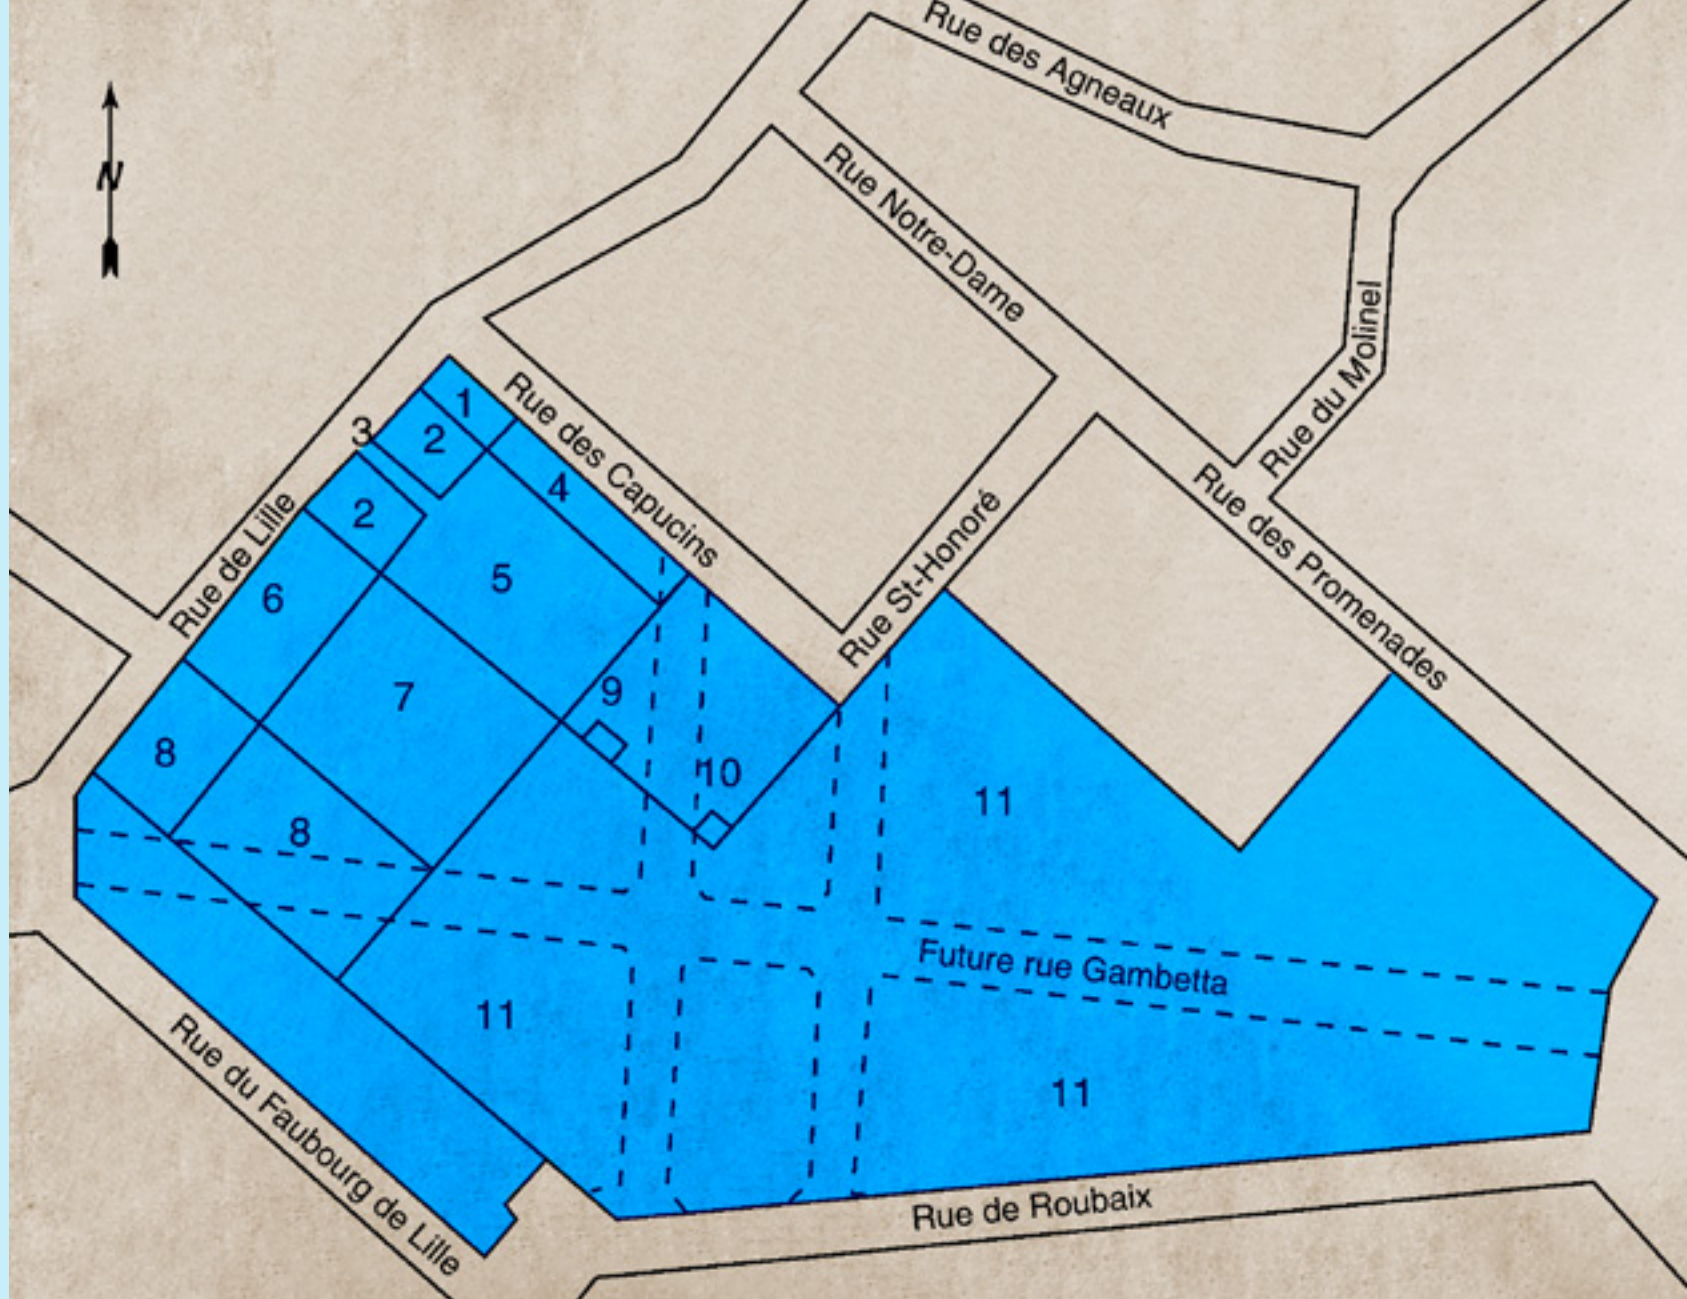 Rue des Agneaux
N
Rue Notre-Dame
Rue du Molinel
1
Rue des Capucins
3
2
4
Rue de Lille
2
Rue St-Honoré
Rue des Promenades
5
6
9
7
8
10
11
8
Future rue Gambetta
11
11
Rue du Faubourg de Lille
Rue de Roubaix